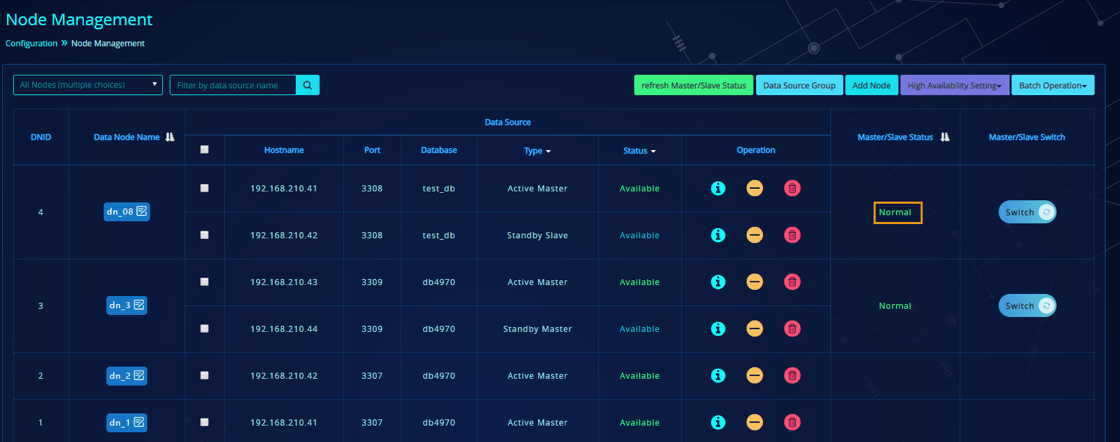 Node Management
Configuration » Node Management
All Nodes (multiple choices) Filter by data source name refresh Master/Slave Status Data Source Group Add Node High Availability Setting Batch Operation
DNID Data Node Name Data Source Master/Slave Status Master/Slave Switch
Hostname Port Database Type Status Operation
4 dn_08 192.168.210.41 3308 test_db Active Master Available Normal Switch
192.168.210.42 3308 test_db Standby Slave Available
3 dn_3 192.168.210.43 3309 db4970 Active Master Available Normal Switch
192.168.210.44 3309 db4970 Standby Master Available
2 dn_2 192.168.210.42 3307 db4970 Active Master Available
1 dn_1 192.168.210.41 3307 db4970 Active Master Available